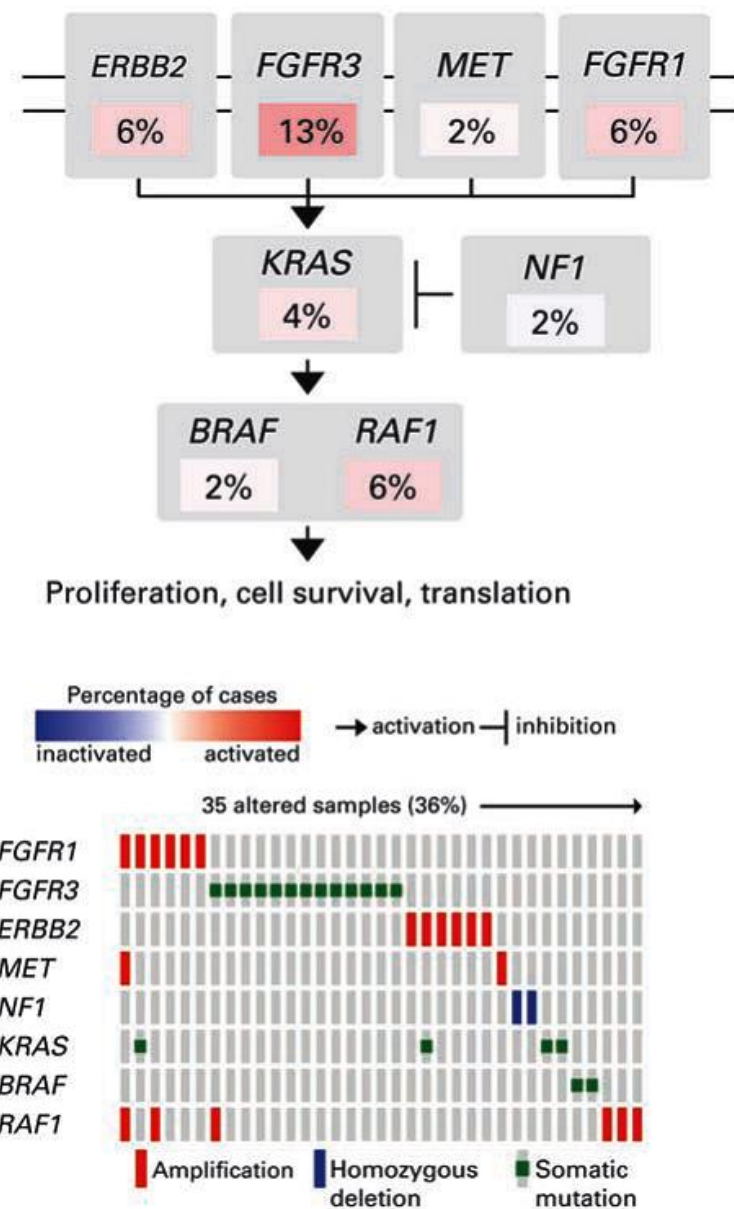 ERBB2 FGFR3 MET FGFR1
6% 13% 2% 6%
KRAS NF1
4% 2%
BRAF RAF1
2% 6%
Proliferation, cell survival, translation
Percentage of cases
inactivated activated
activation inhibition
35 altered samples (36%)
FGFR1
FGFR3
ERBB2
MET
NF1
KRAS
BRAF
RAF1
Amplification Homozygous deletion Somatic mutation